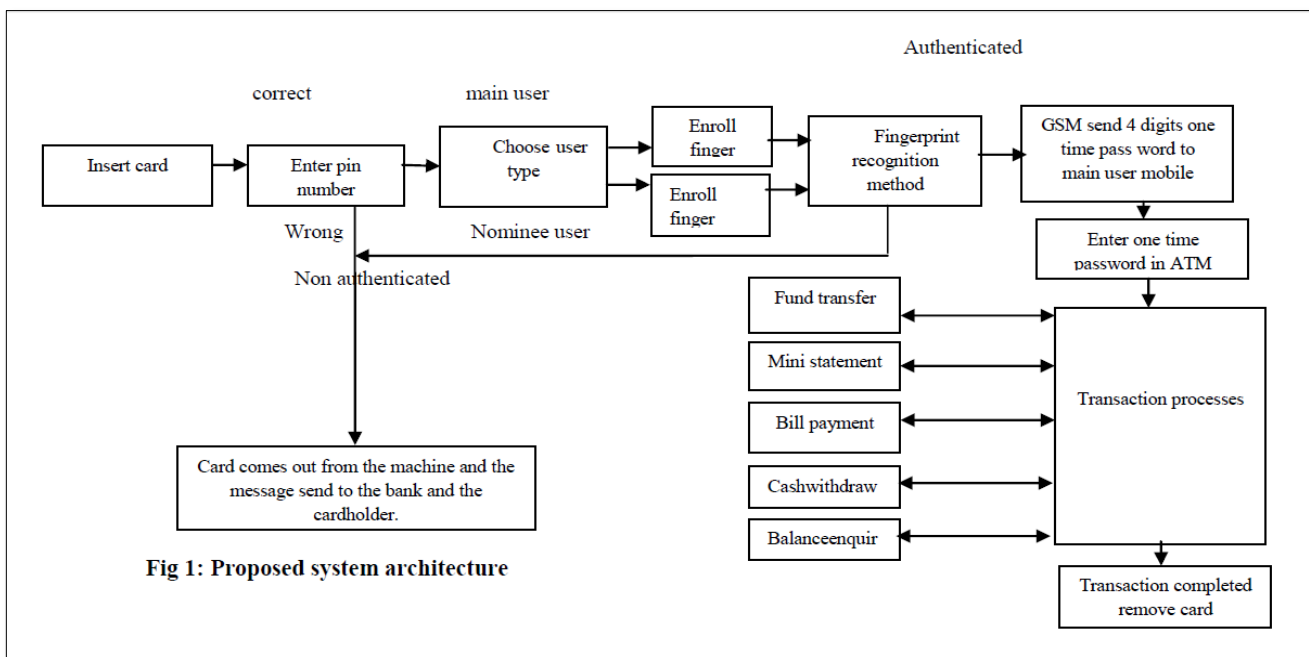 Authenticated
correct
main user
Insert card
Enter pin
number
Choose user
type
Enroll
finger
Enroll
finger
Fingerprint
recognition
method
GSM send 4 digits one
time pass word to
main user mobile
Wrong
Nominee user
Non authenticated
Enter one time
password in ATM
Fund transfer
Mini statement
Bill payment
Cashwithdraw
Balanceenquir
Transaction processes
Card comes out from the machine and the
message send to the bank and the
cardholder.
Transaction completed
remove card
Fig 1: Proposed system architecture